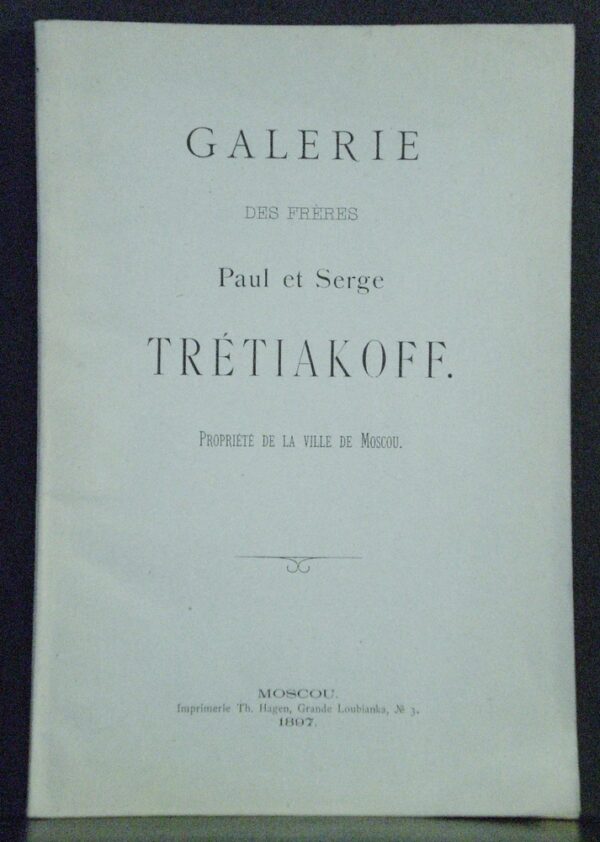 GALERIE
DES FRÈRES
Paul et Serge
TRÉTIAKOFF.
Propriété de la ville de Moscou.
MOSCOU.
Imprimerie Th. Hagen, Grande Loubianka, № 3.
1897.